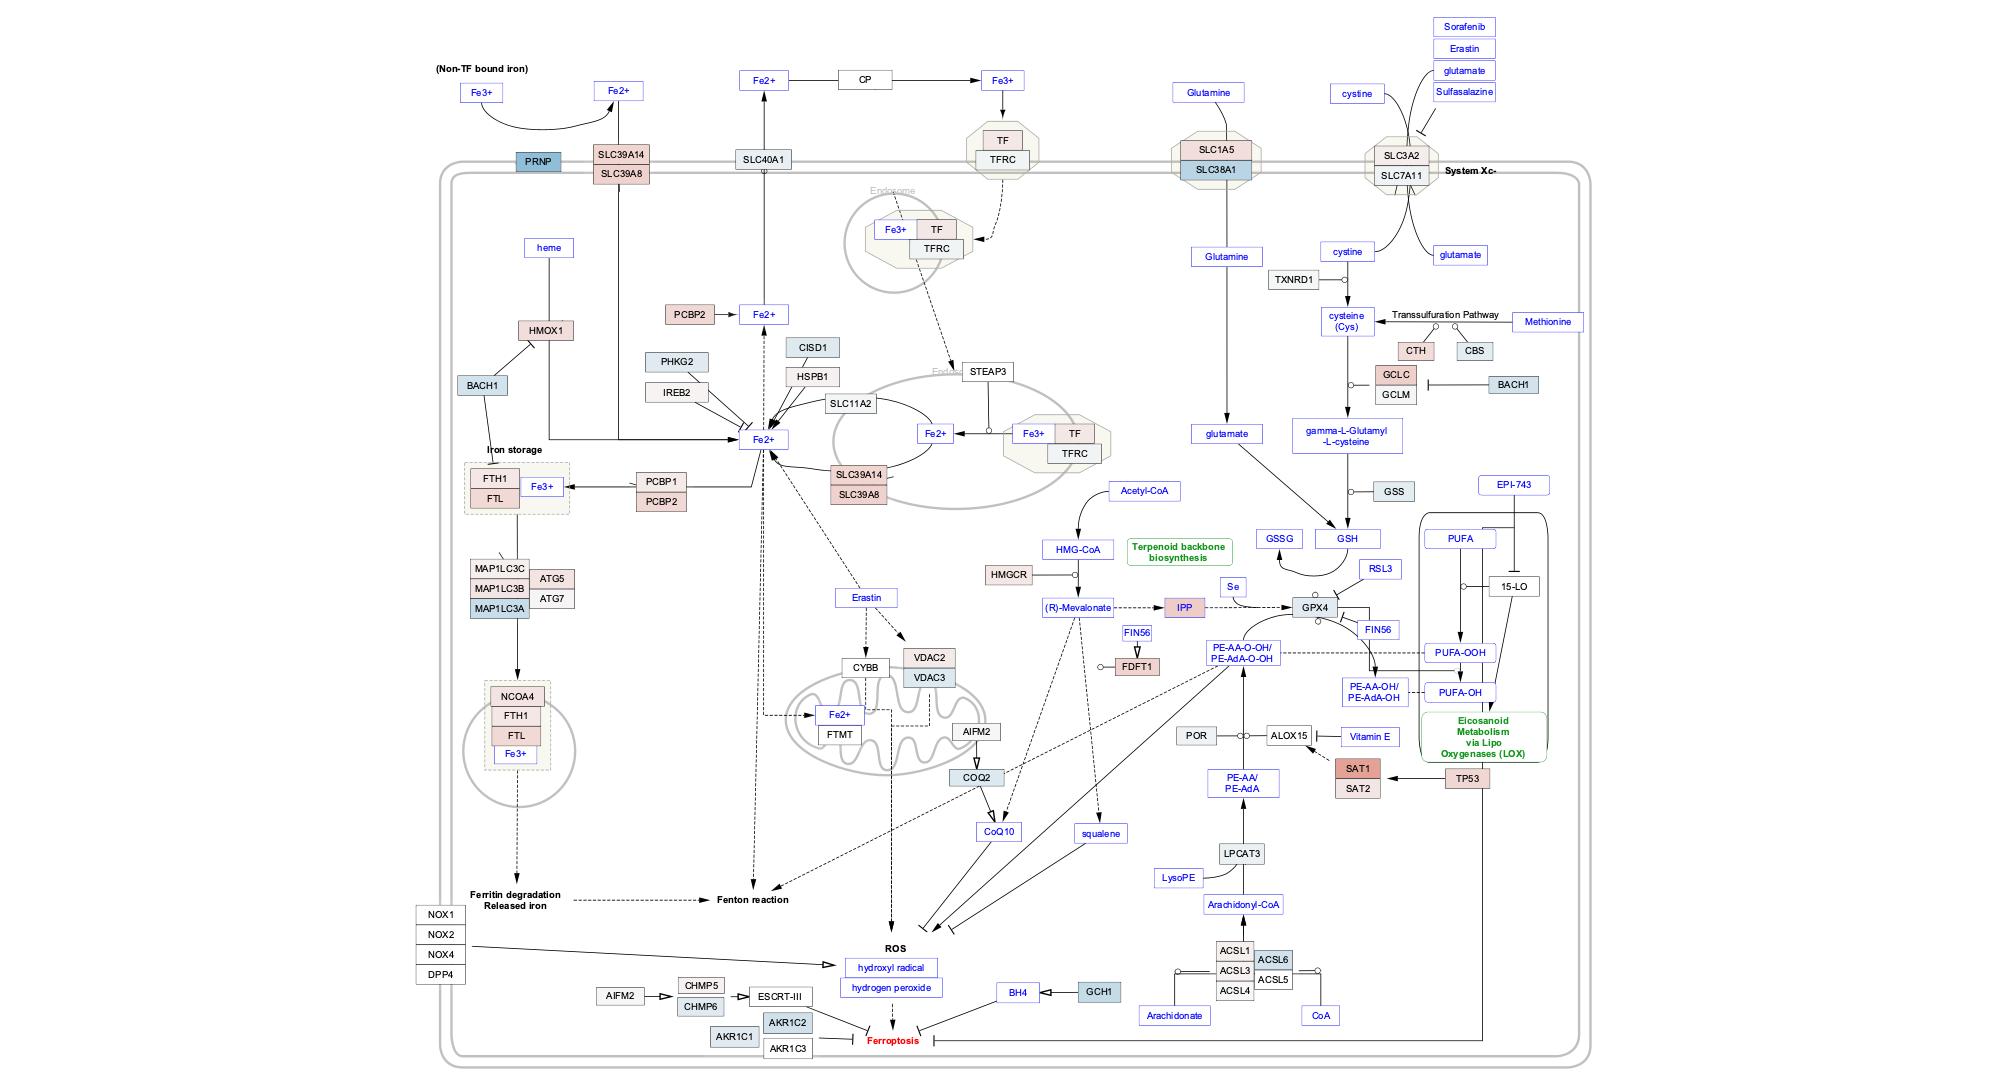 Sorafenib
Erastin
glutamate
Sulfasalazine
(Non-TF bound iron)
Fe3+
Fe2+
Fe2+
CP
Fe3+
Glutamine
cystine
TF
TFRC
PRNP
SLC39A14
SLC39A8
SLC40A1
SLC1A5
SLC38A1
SLC3A2
SLC7A11
System Xc-
Endosome
Fe3+
TF
TFRC
heme
Glutamine
cystine
glutamate
TXNRD1
PCBP2
Fe2+
HMOX1
cysteine
(Cys)
Transsulfuration Pathway
Methionine
CTH
CBS
PHKG2
IREB2
CISD1
HSPB1
Endos
STEAP3
BACH1
GCLC
GCLM
BACH1
SLC11A2
Fe2+
Fe2+
Fe3+
TF
TFRC
glutamate
gamma-L-Glutamyl
-L-cysteine
Iron storage
FTH1
FTL
Fe3+
PCBP1
PCBP2
SLC39A14
SLC39A8
Acetyl-CoA
GSS
EPI-743
HMG-CoA
Terpenoid backbone
biosynthesis
GSSG
GSH
PUFA
MAP1LC3C
MAP1LC3B
MAP1LC3A
ATG5
ATG7
HMGCR
RSL3
15-LO
Erastin
(R)-Mevalonate
IPP
Se
GPX4
FIN56
FIN56
FDFT1
PE-AA-O-OH/
PE-AdA-O-OH
PUFA-OOH
CYBB
VDAC2
VDAC3
PE-AA-OH/
PE-AdA-OH
PUFA-OH
NCOA4
FTH1
FTL
Fe3+
Fe2+
FTMT
AIFM2
POR
ALOX15
Vitamin E
Eicosanoid
Metabolism
via Lipo
Oxygenases (LOX)
COQ2
PE-AA/
PE-AdA
SAT1
SAT2
TP53
CoQ10
squalene
LPCAT3
LysoPE
Ferritin degradation
Released iron
Fenton reaction
Arachidonyl-CoA
NOX1
NOX2
NOX4
DPP4
ROS
hydroxyl radical
hydrogen peroxide
ACSL1
ACSL3
ACSL4
ACSL6
ACSL5
AIFM2
CHMP5
CHMP6
ESCRT-III
BH4
GCH1
Arachidonate
CoA
AKR1C1
AKR1C2
AKR1C3
Ferroptosis